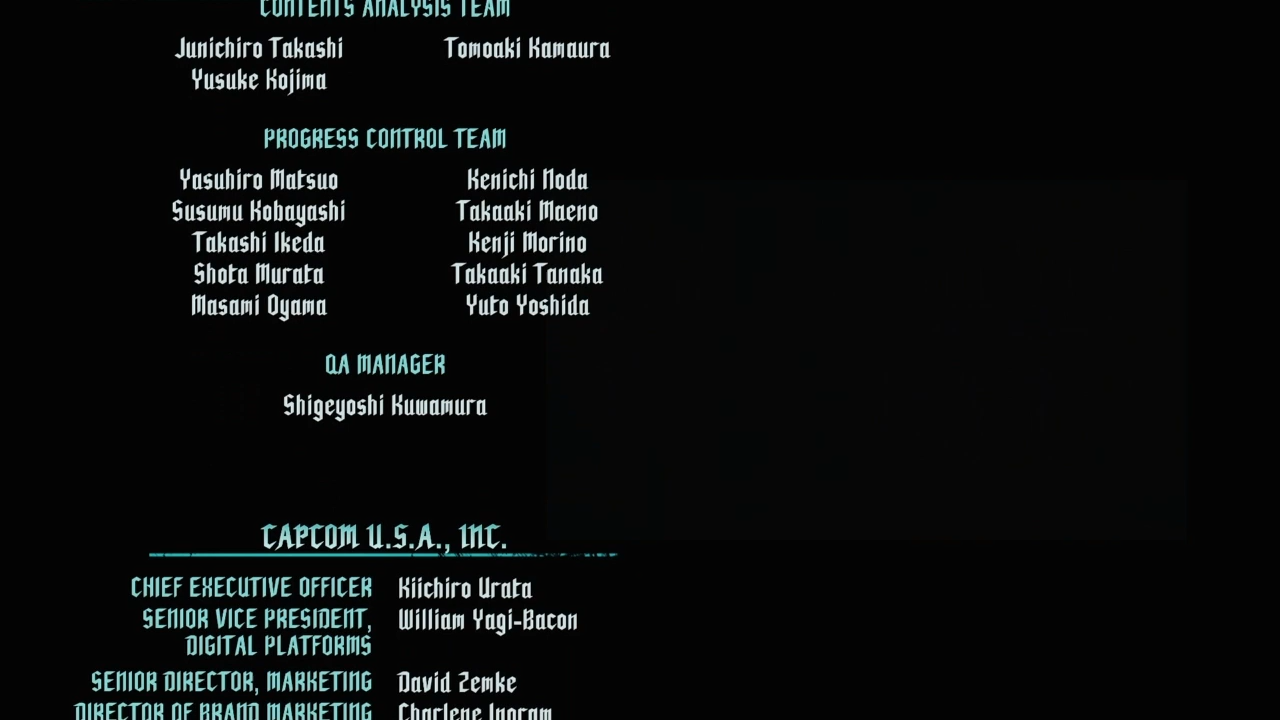 CONTENTS ANALYSIS TEAM
Junichiro Takashi Tomoaki Kamaura
Yusuke Kojima
PROGRESS CONTROL TEAM
Yasuhiro Matsuo Kenichi Noda
Susumu Kobayashi Takaaki Maeno
Takashi Ikeda Kenji Morino
Shota Murata Takaaki Tanaka
Masami Oyama Yuto Yoshida
QA MANAGER
Shigeyoshi Kuwamura
CAPCOM U.S.A., INC.
CHIEF EXECUTIVE OFFICER Kiichiro Urata
SENIOR VICE PRESIDENT, William Yagi-Bacon
DIGITAL PLATFORMS
SENIOR DIRECTOR, MARKETING David Zemke
DIRECTOR OF BRAND MARKETING Charlene Ingram